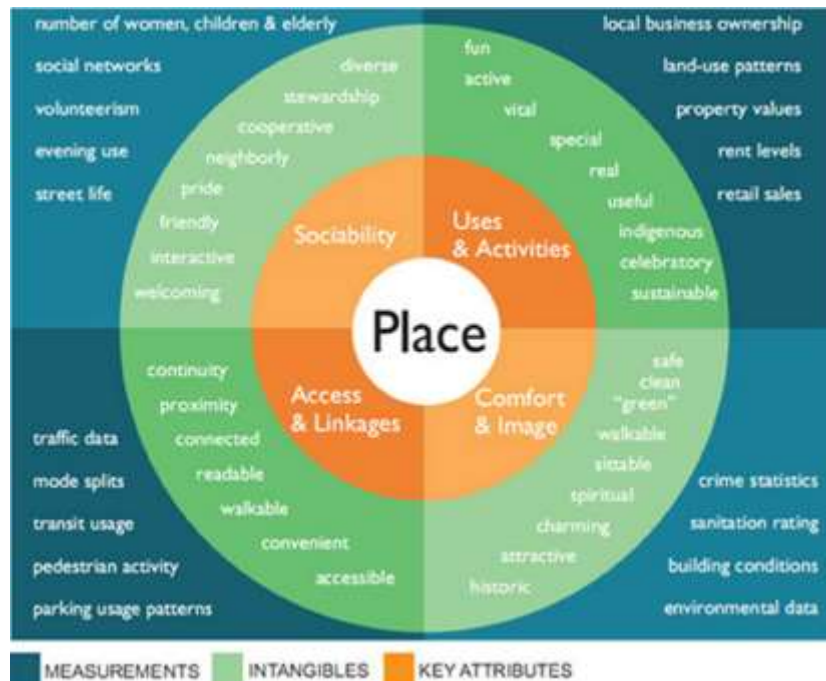 number of women, children & elderly
social networks
volunteerism
evening use
street life
local business ownership
land-use patterns
property values
rent levels
retail sales
diverse
stewardship
cooperative
neighborly
pride
friendly
interactive
welcoming
fun
active
vital
special
real
useful
indigenous
celebratory
sustainable
Sociability
Uses
& Activities
Place
Access
& Linkages
Comfort
& Image
continuity
proximity
connected
readable
walkable
convenient
accessible
safe
clean
"green"
walkable
sittable
spiritual
charming
attractive
historic
traffic data
mode splits
transit usage
pedestrian activity
parking usage patterns
crime statistics
sanitation rating
building conditions
environmental data
MEASUREMENTS INTANGIBLES KEY ATTRIBUTES